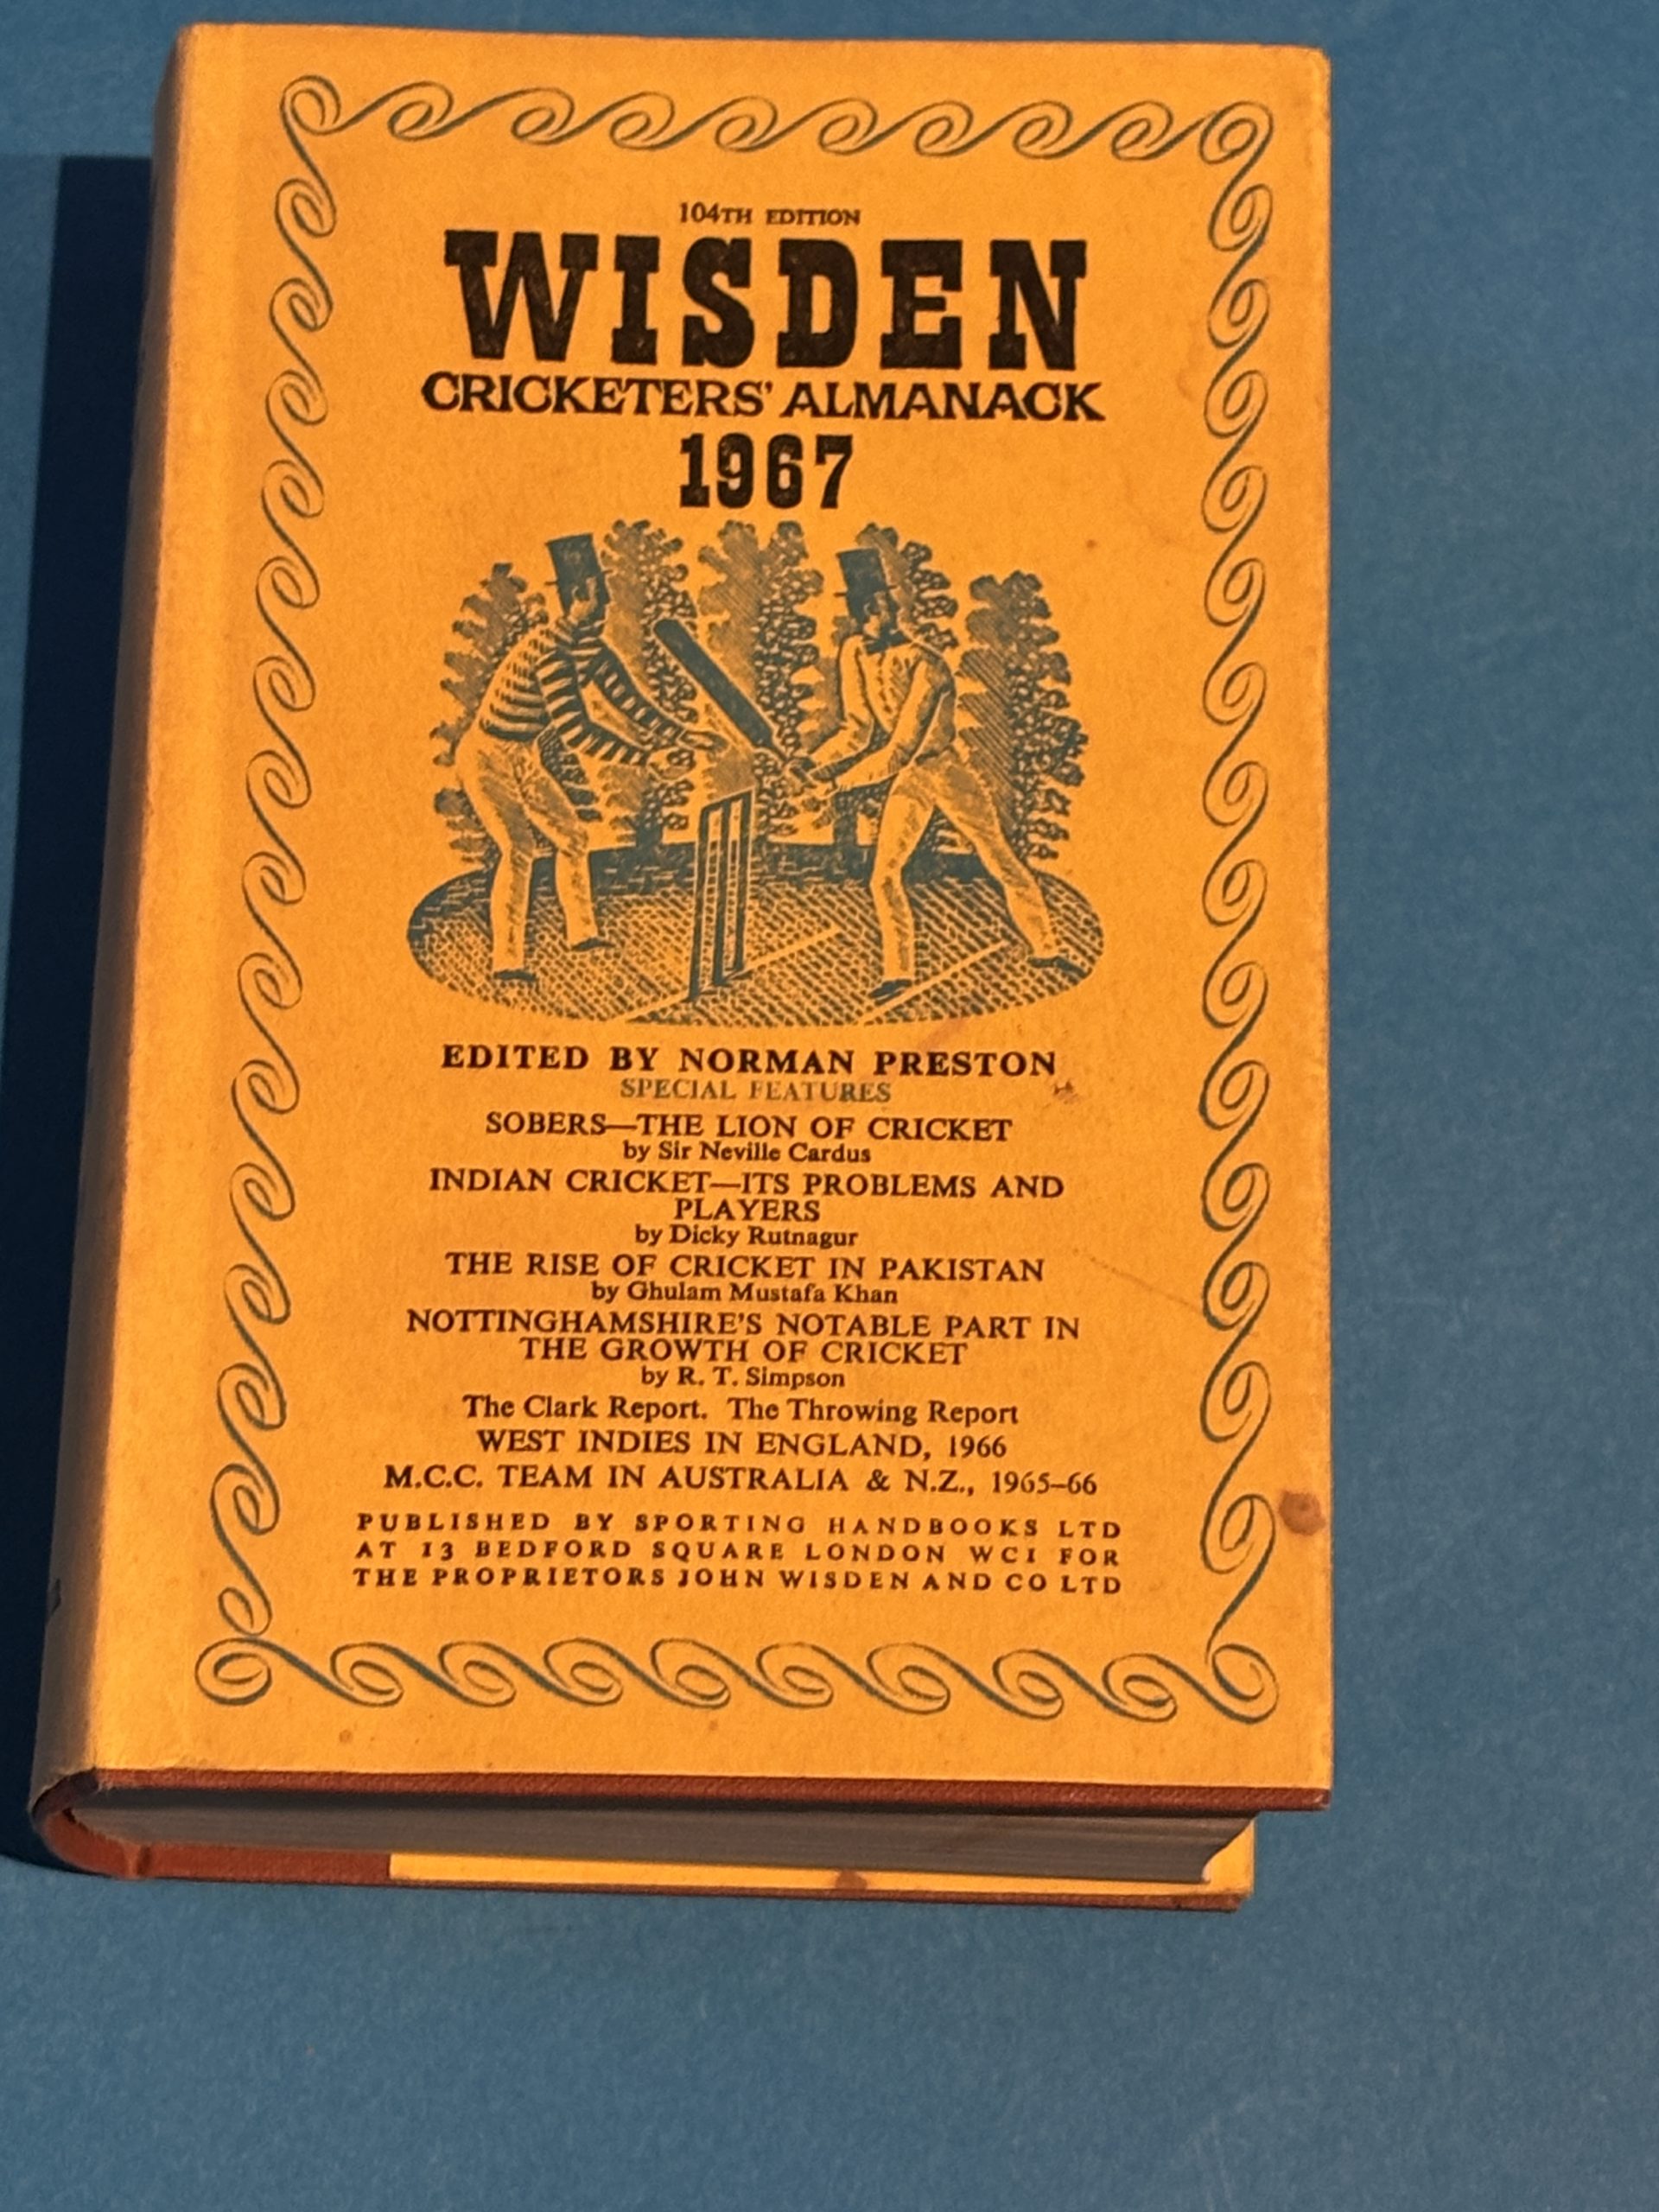 104TH EDITION
WISDEN
CRICKETERS' ALMANACK
1967
EDITED BY NORMAN PRESTON
SPECIAL FEATURES
SOBERS—THE LION OF CRICKET
by Sir Neville Cardus
INDIAN CRICKET—ITS PROBLEMS AND
PLAYERS
by Dicky Rutnagur
THE RISE OF CRICKET IN PAKISTAN
by Ghulam Mustafa Khan
NOTTINGHAMSHIRE'S NOTABLE PART IN
THE GROWTH OF CRICKET
by R. T. Simpson
The Clark Report. The Throwing Report
WEST INDIES IN ENGLAND, 1966
M.C.C. TEAM IN AUSTRALIA & N.Z., 1965–66
PUBLISHED BY SPORTING HANDBOOKS LTD
AT 13 BEDFORD SQUARE LONDON WC1 FOR
THE PROPRIETORS JOHN WISDEN AND CO LTD